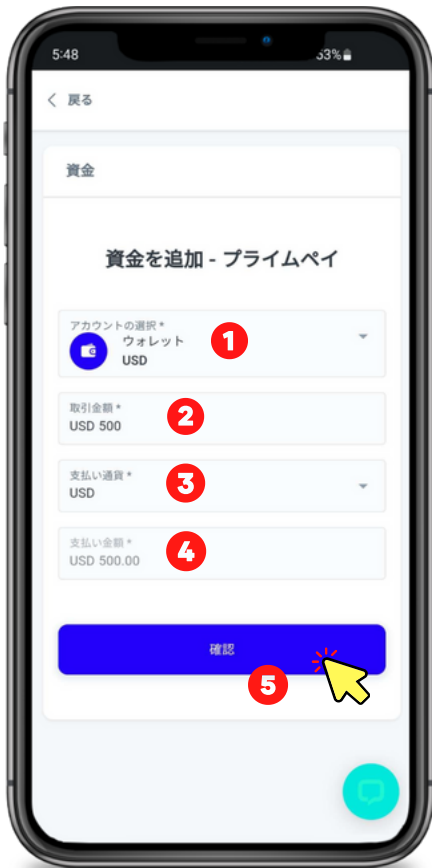 5:48
53%
戻る
資金
資金を追加 - プライムペイ
アカウントの選択 *
ウォレット
USD
1
取引金額 *
USD 500
2
支払い通貨 *
USD
3
支払い金額 *
USD 500.00
4
確認
5